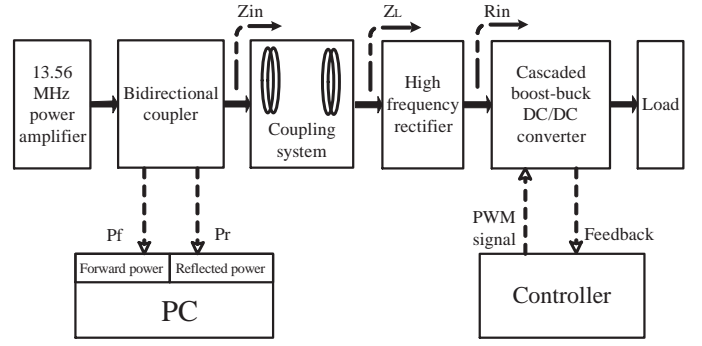 Zin
ZL
Rin
13.56
MHz
power
amplifier
Bidirectional
coupler
Coupling
system
High
frequency
rectifier
Cascaded
boost-buck
DC/DC
converter
Load
Pf
Pr
PWM
signal
Feedback
Forward power
Reflected power
PC
Controller